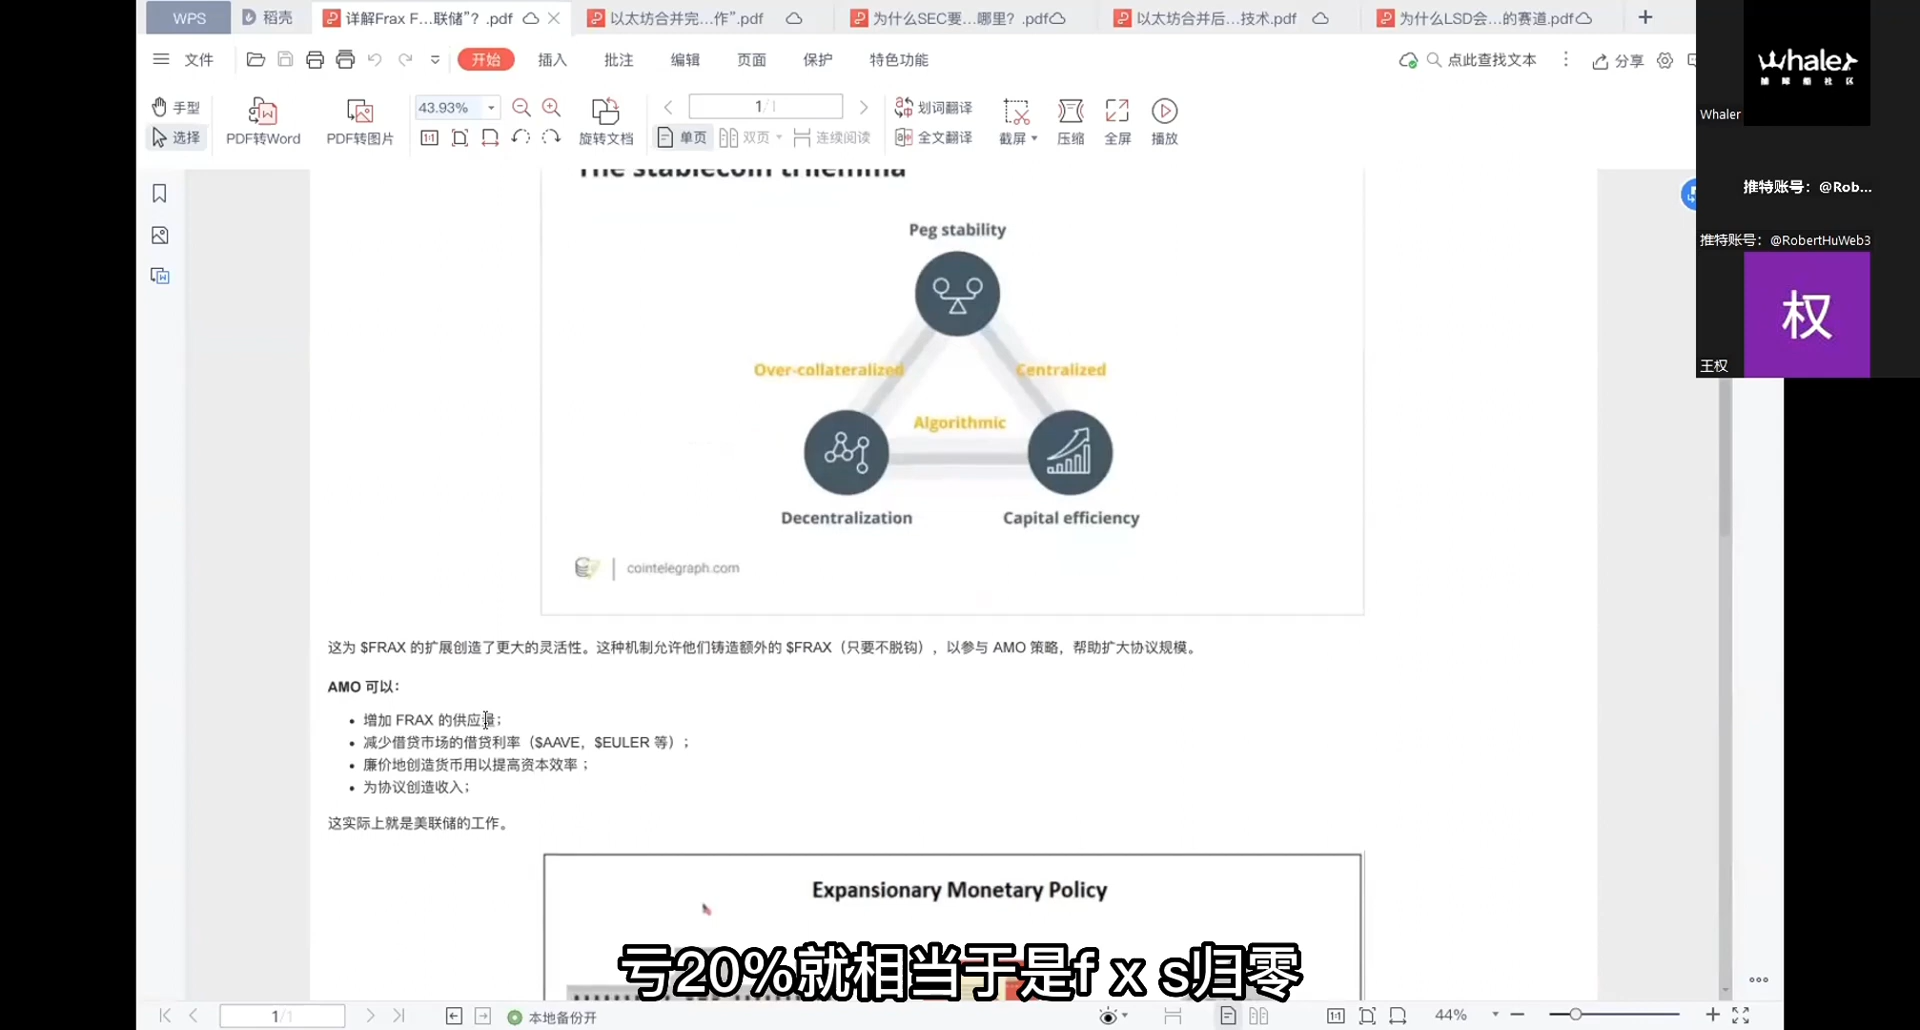 WPS
稻壳
详解Frax F...联储”? .pdf
以太坊合并完...作”.pdf
为什么SEC要...哪里? .pdf
以太坊合并后...技术.pdf
为什么LSD会...的赛道.pdf
文件
开始
插入
批注
编辑
页面
保护
特色功能
点此查找文本
分享
手型
选择
PDF转Word
PDF转图片
43.93%
旋转文档
1/1
单页
双页
连续阅读
划词翻译
全文翻译
截屏
压缩
全屏
播放
whaler
捕鲸船社区
Whaler
推特账号：@Rob...
推特账号：@RobertHuWeb3
权
王权
The stablecoin trilemma
Peg stability
Over-collateralized
Centralized
Algorithmic
Decentralization
Capital efficiency
cointelegraph.com
这为 $FRAX 的扩展创造了更大的灵活性。这种机制允许他们铸造额外的 $FRAX（只要不脱钩），以参与 AMO 策略，帮助扩大协议规模。
AMO 可以：
• 增加 FRAX 的供应量；
• 减少借贷市场的借贷利率（$AAVE，$EULER 等）；
• 廉价地创造货币用以提高资本效率；
• 为协议创造收入；
这实际上就是美联储的工作。
Expansionary Monetary Policy
亏20%就相当于是f x s归零
1/1
本地备份开
44%